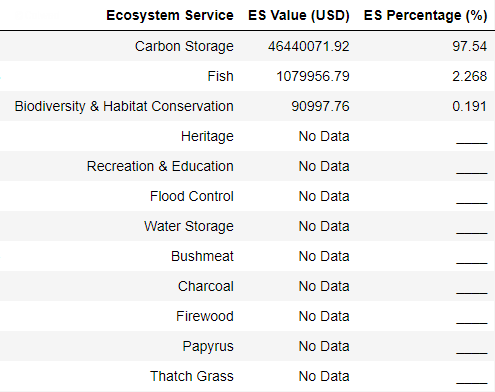 Ecosystem Service ES Value (USD) ES Percentage (%)
Carbon Storage 46440071.92 97.54
Fish 1079956.79 2.268
Biodiversity & Habitat Conservation 90997.76 0.191
Heritage No Data ____
Recreation & Education No Data ____
Flood Control No Data ____
Water Storage No Data ____
Bushmeat No Data ____
Charcoal No Data ____
Firewood No Data ____
Papyrus No Data ____
Thatch Grass No Data ____